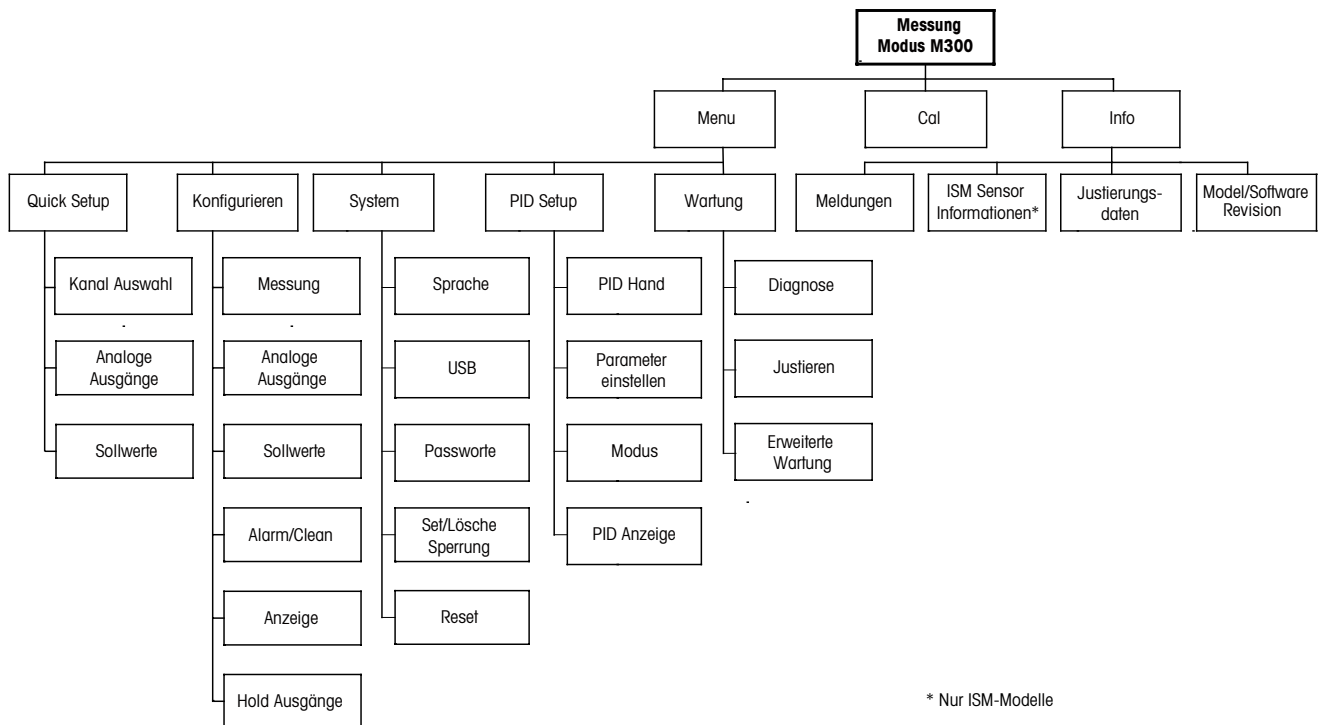 Messung
Modus M300
Menu
Cal
Info
Quick Setup
Konfigurieren
System
PID Setup
Wartung
Meldungen
ISM Sensor
Informationen*
Justierungs-
daten
Model/Software
Revision
Kanal Auswahl
Messung
Sprache
PID Hand
Diagnose
Analoge
Ausgänge
Analoge
Ausgänge
USB
Parameter
einstellen
Justieren
Sollwerte
Sollwerte
Passworte
Modus
Erweiterte
Wartung
Alarm/Clean
Set/Lösche
Sperrung
PID Anzeige
Anzeige
Reset
Hold Ausgänge
* Nur ISM-Modelle